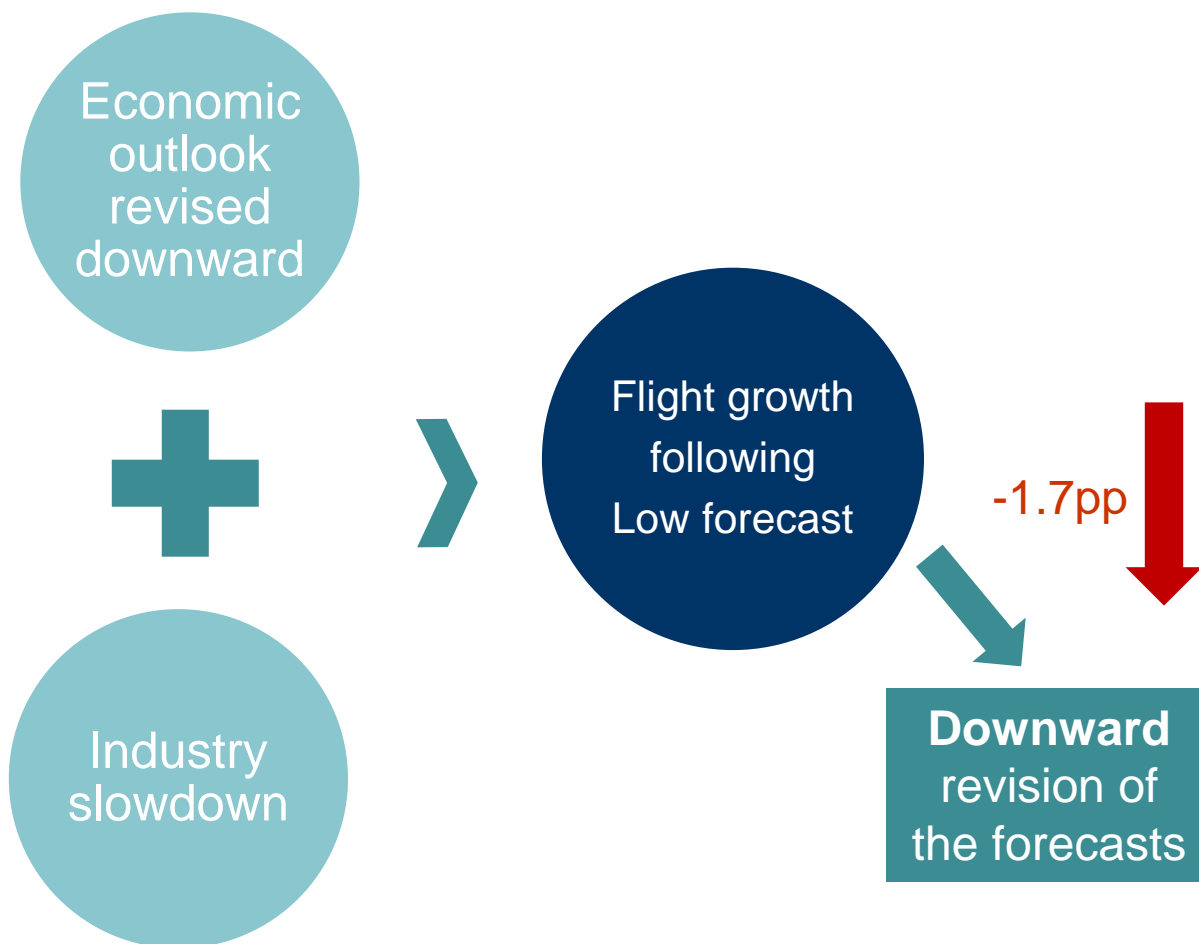 Economic
outlook
revised
downward
Industry
slowdown
Flight growth
following
Low forecast
-1.7pp
Downward
revision of
the forecasts